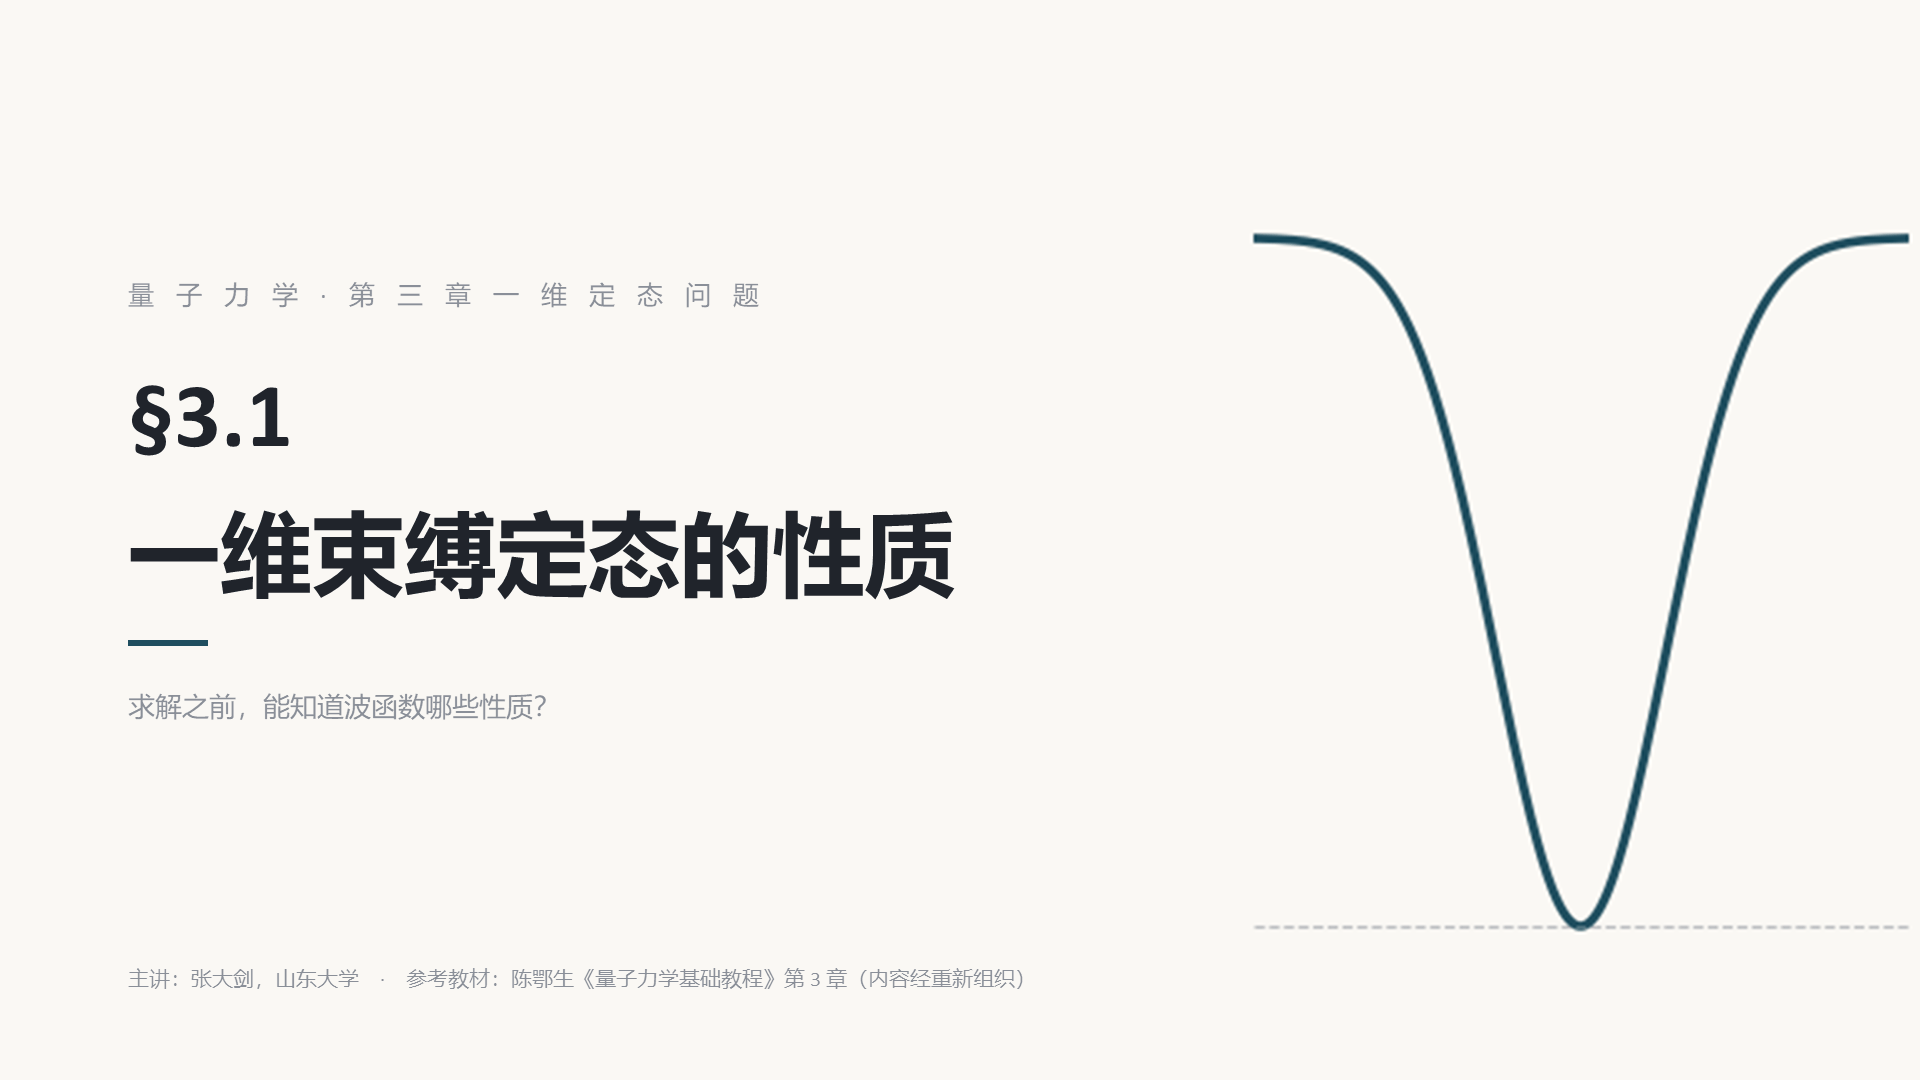 量子力学·第三章一维定态问题
§3.1
一维束缚定态的性质
求解之前，能知道波函数哪些性质？
主讲：张大剑，山东大学 · 参考教材：陈鄂生《量子力学基础教程》第 3 章（内容经重新组织）